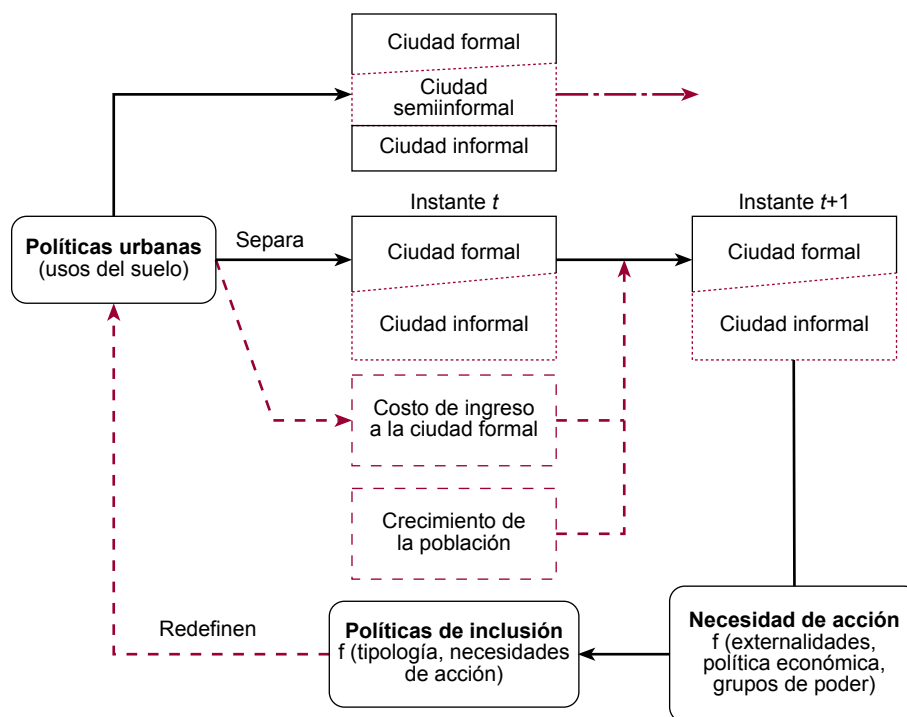 Ciudad formal
Ciudad
semiinformal
Ciudad informal
Instante t
Instante t+1
Políticas urbanas
(usos del suelo)
Separa
Ciudad formal
Ciudad formal
Ciudad informal
Ciudad informal
Costo de ingreso
a la ciudad formal
Crecimiento de
la población
Redefinen
Políticas de inclusión
f (tipología, necesidades
de acción)
Necesidad de acción
f (externalidades,
política económica,
grupos de poder)